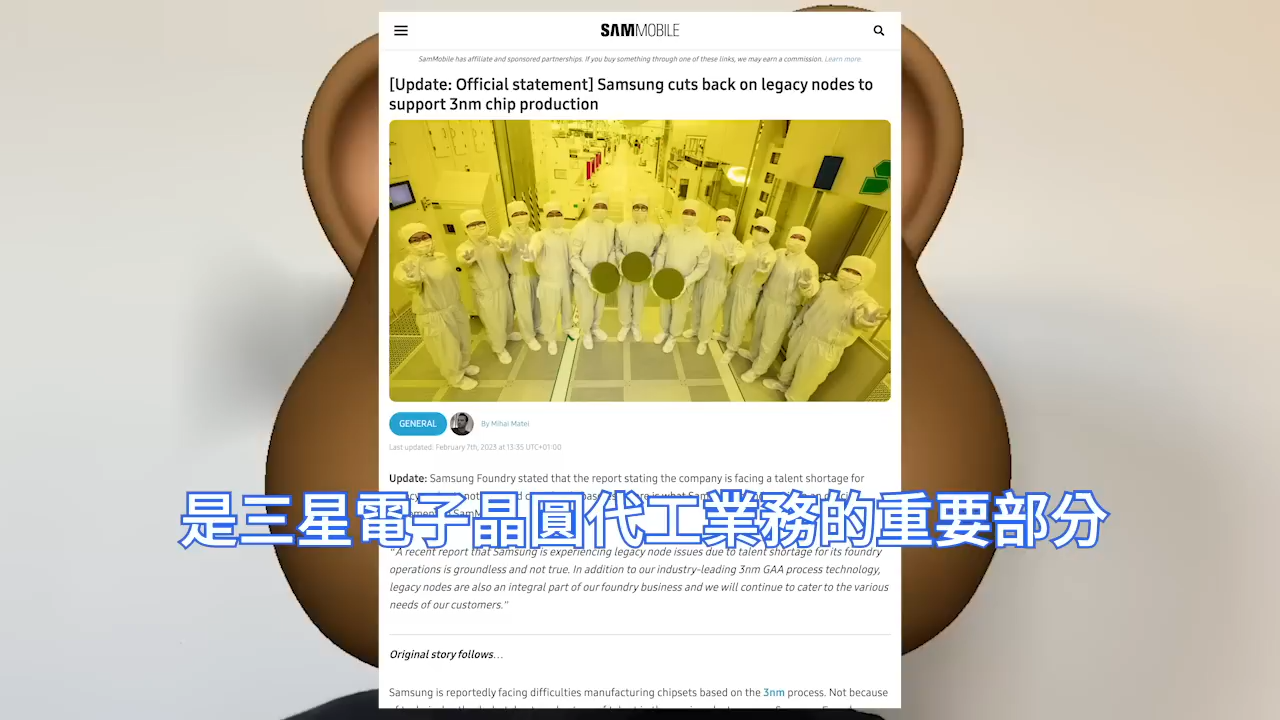 SAMMOBILE
SamMobile has affiliate and sponsored partnerships. If you buy something through one of these links, we may earn a commission. Learn more.
[Update: Official statement] Samsung cuts back on legacy nodes to
support 3nm chip production
GENERAL
By Mihai Matei
Last updated: February 7th, 2023 at 13:35 UTC+01:00
Update: Samsung Foundry stated that the report stating the company is facing a talent shortage for
是三星電子晶圓代工業務的重要部分
"A recent report that Samsung is experiencing legacy node issues due to talent shortage for its foundry
operations is groundless and not true. In addition to our industry-leading 3nm GAA process technology,
legacy nodes are also an integral part of our foundry business and we will continue to cater to the various
needs of our customers."
Original story follows…
Samsung is reportedly facing difficulties manufacturing chipsets based on the 3nm process. Not because